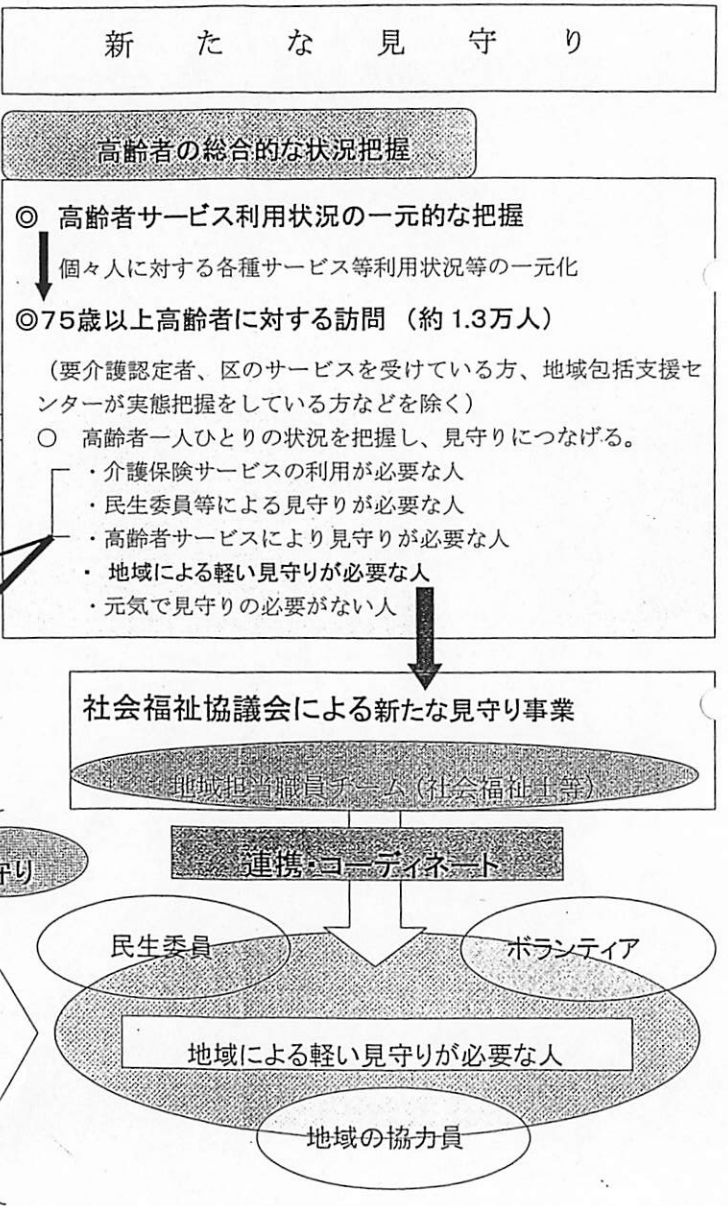 新たな見守り
高齢者の総合的な状況把握
◎ 高齢者サービス利用状況の一元的な把握
個々人に対する各種サービス等利用状況等の一元化
◎75歳以上高齢者に対する訪問 （約1.3万人）
（要介護認定者、区のサービスを受けている方、地域包括支援セ
ンターが実態把握をしている方などを除く）
○ 高齢者一人ひとりの状況を把握し、見守りにつなげる。
・介護保険サービスの利用が必要な人
・民生委員等による見守りが必要な人
・高齢者サービスにより見守りが必要な人
・ 地域による軽い見守りが必要な人
・元気で見守りの必要がない人
社会福祉協議会による新たな見守り事業
地域担当職員チーム（社会福祉士等）
守り
連携・コーディネート
民生委員
ボランティア
地域による軽い見守りが必要な人
地域の協力員